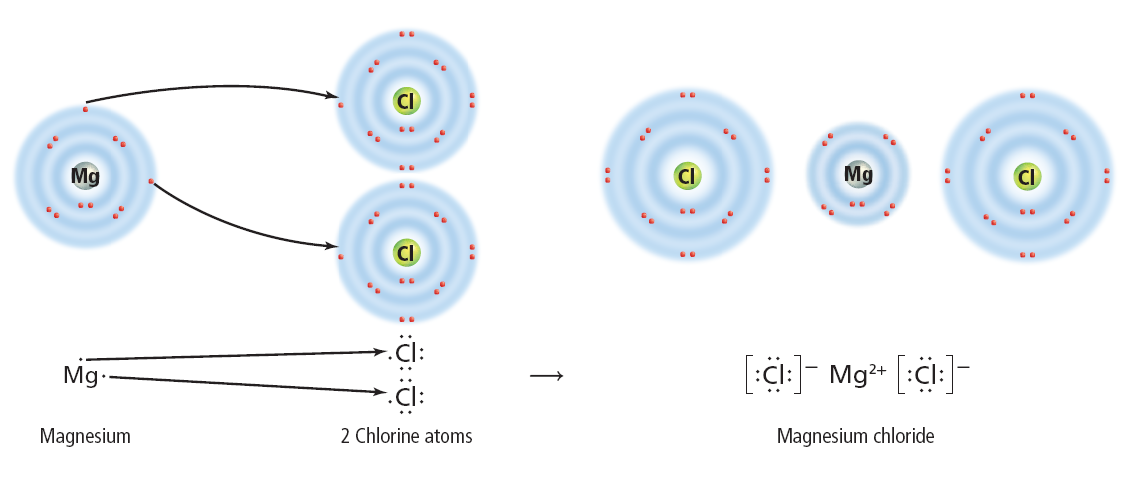 Cl
Mg
Cl
Cl
Mg
Cl
Mg
Cl
Cl
[:Cl:]⁻ Mg²⁺ [:Cl:]⁻
Magnesium
2 Chlorine atoms
Magnesium chloride